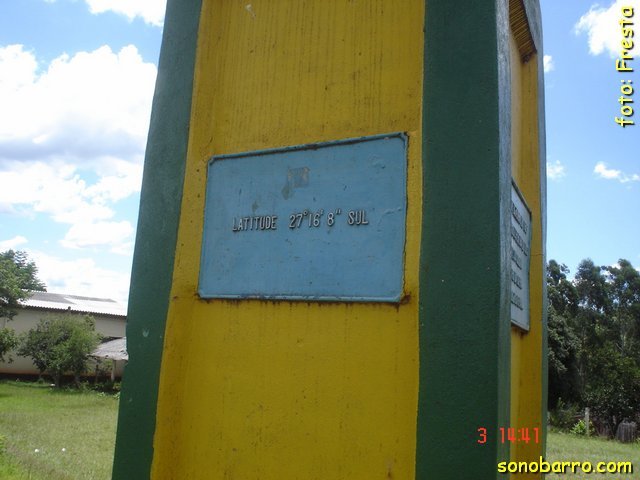 foto: Fresta
LATITUDE 27°16'8" SUL
3 14:41
sonobarro.com